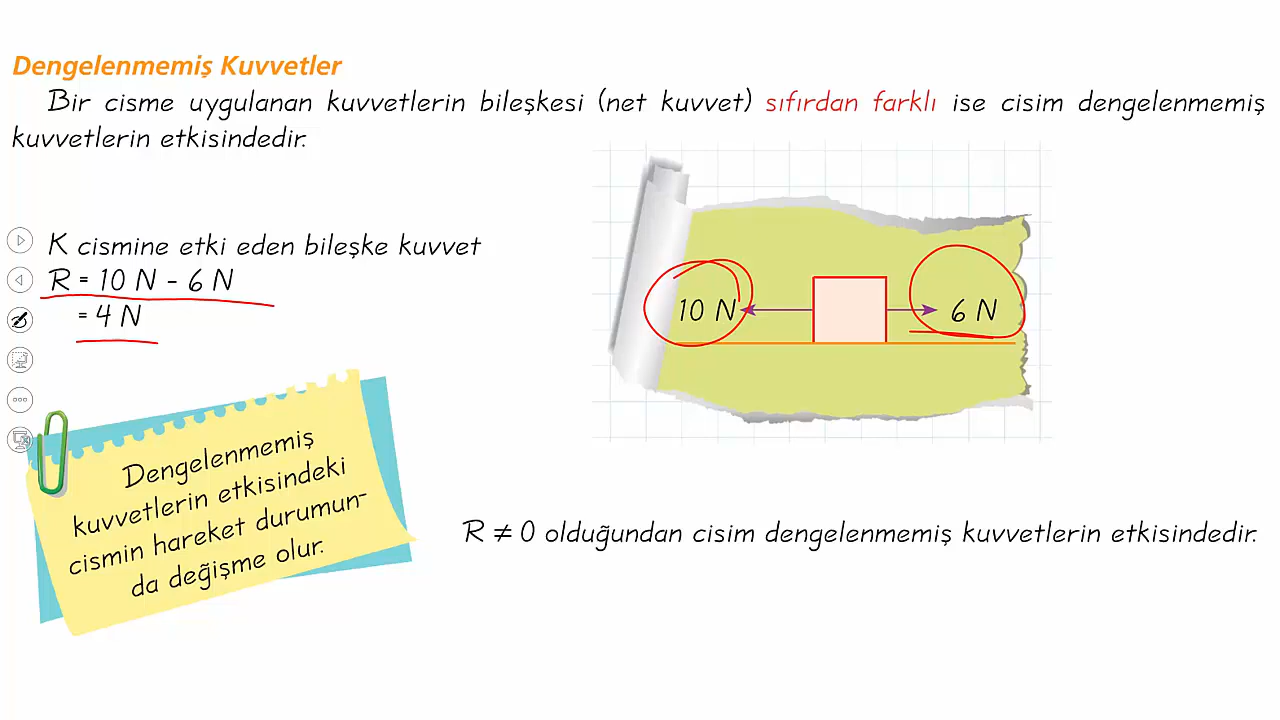 Dengelenmemiş Kuvvetler
Bir cisme uygulanan kuvvetlerin bileşkesi (net kuvvet) sıfırdan farklı ise cisim dengelenmemiş
kuvvetlerin etkisindedir.
K cismine etki eden bileşke kuvvet
R = 10 N - 6 N
= 4 N
10 N
6 N
Dengelenmemiş
kuvvetlerin etkisindeki
cismin hareket durumun-
da değişme olur.
R ≠ 0 olduğundan cisim dengelenmemiş kuvvetlerin etkisindedir.